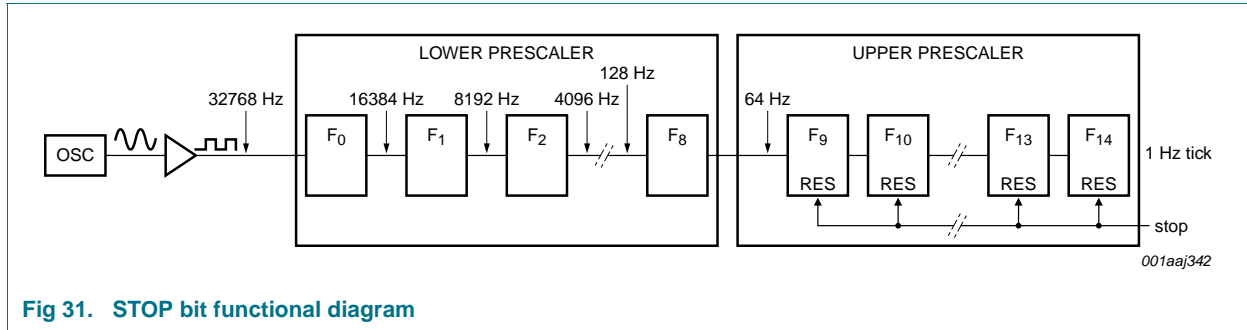 LOWER PRESCALER
UPPER PRESCALER
128 Hz
32768 Hz
16384 Hz
8192 Hz
4096 Hz
64 Hz
OSC
F0
F1
F2
F8
F9
F10
F13
F14
1 Hz tick
RES
RES
RES
RES
stop
001aaj342
Fig 31. STOP bit functional diagram